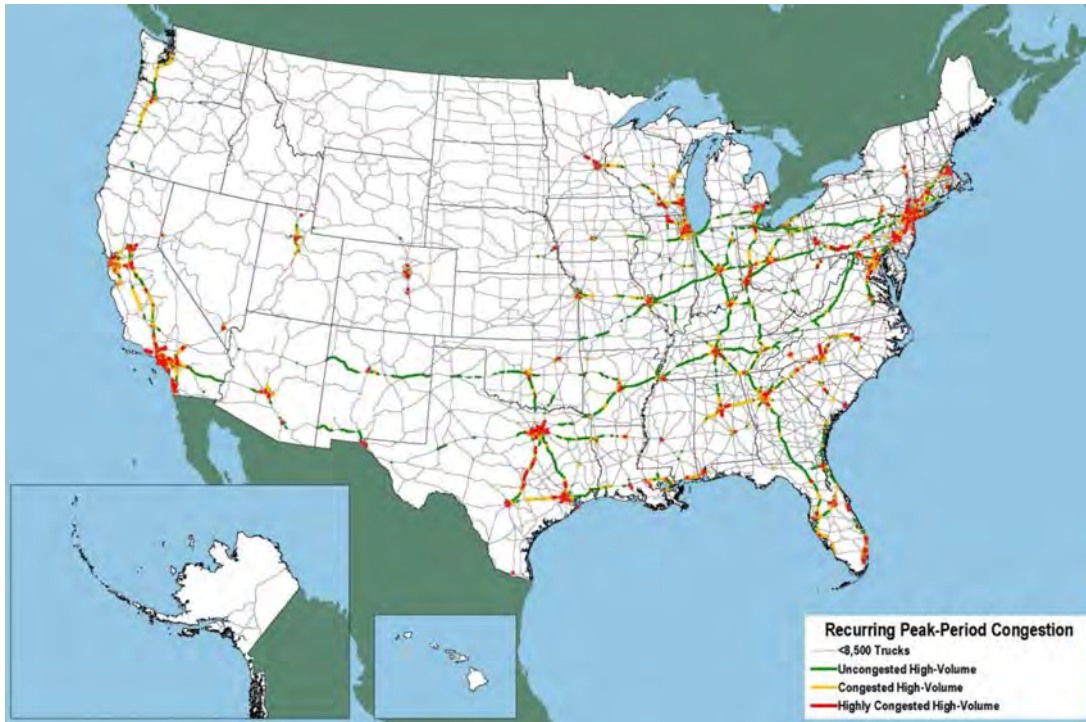 Recurring Peak-Period Congestion
<8,500 Trucks
Uncongested High-Volume
Congested High-Volume
Highly Congested High-Volume